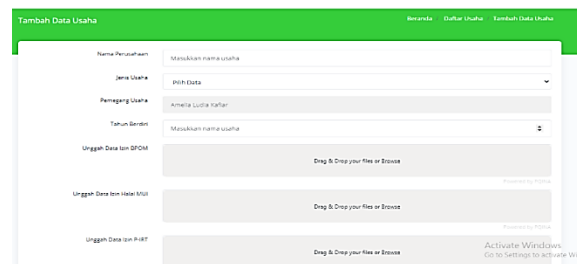 Tambah Data Usaha
Beranda Daftar Usaha Tambah Data Usaha
Nama Perusahaan
Masukkan nama usaha
Jenis Usaha
Pilih Data
Pemegang Usaha
Amelia Ludia Yafiar
Tahun Berdiri
Masukkan nama usaha
Unggah Data Izin BPOM
Drag & Drop your files or Browse
Powered by PQINA
Unggah Data Izin Halal MUI
Drag & Drop your files or Browse
Powered by PQINA
Unggah Data Izin P-IRT
Drag & Drop your files or Browse
Activate Windows
Go to Settings to activate Wi